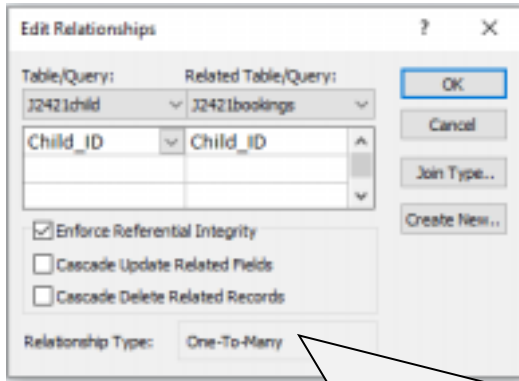 Edit Relationships ? ×
Table/Query: Related Table/Query:
J2421child J2421bookings
Child_ID Child_ID
Enforce Referential Integrity
Cascade Update Related Fields
Cascade Delete Related Records
Relationship Type: One-To-Many
OK
Cancel
Join Type..
Create New..